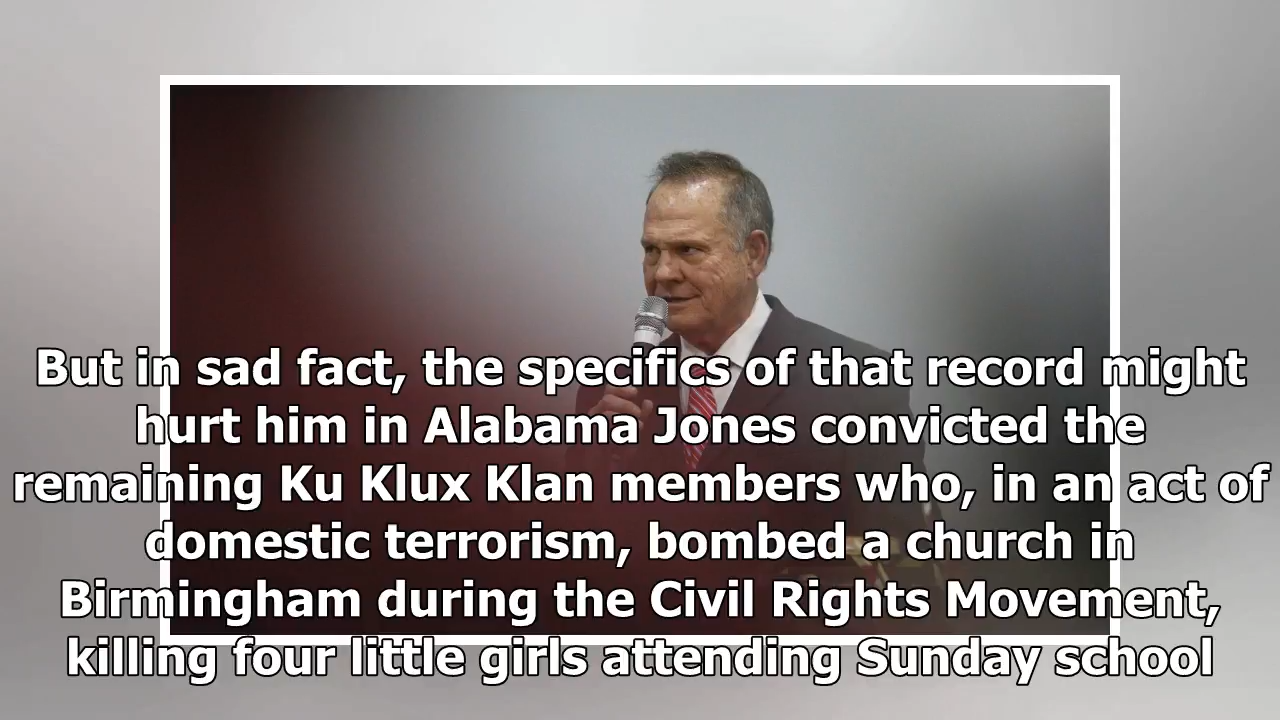 But in sad fact, the specifics of that record might
hurt him in Alabama Jones convicted the
remaining Ku Klux Klan members who, in an act of
domestic terrorism, bombed a church in
Birmingham during the Civil Rights Movement,
killing four little girls attending Sunday school